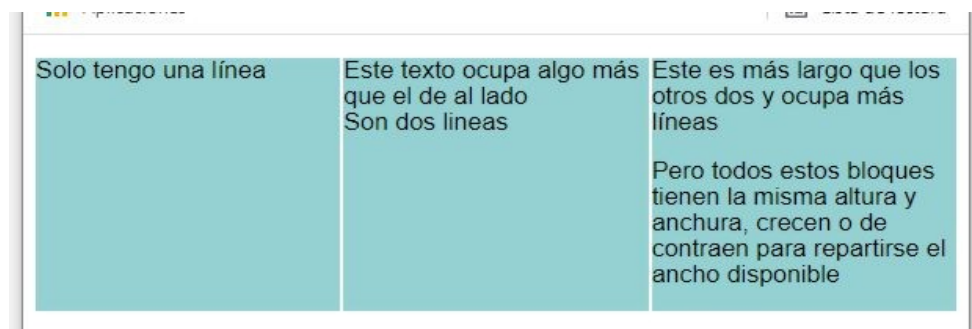 Solo tengo una línea
Este texto ocupa algo más
que el de al lado
Son dos lineas
Este es más largo que los
otros dos y ocupa más
líneas
Pero todos estos bloques
tienen la misma altura y
anchura, crecen o de
contraen para repartirse el
ancho disponible